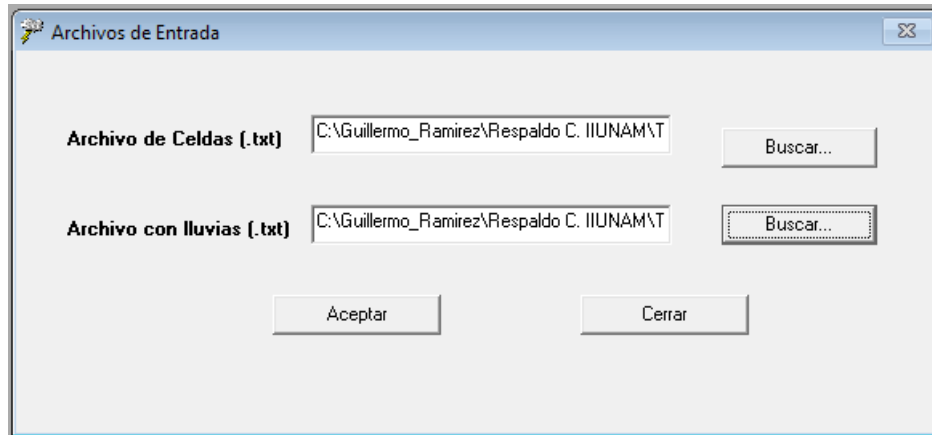 Archivos de Entrada
Archivo de Celdas (.txt)
C:\Guillermo_Ramirez\Respaldo C. IIUNAM\T
Buscar...
Archivo con lluvias (.txt)
C:\Guillermo_Ramirez\Respaldo C. IIUNAM\T
Buscar...
Aceptar
Cerrar